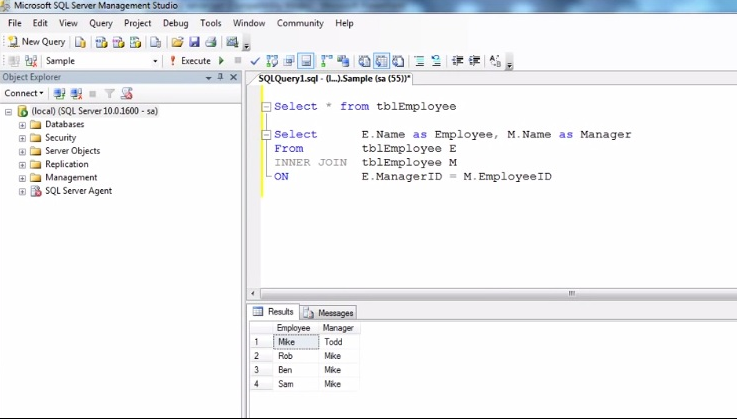 Microsoft SQL Server Management Studio
File Edit View Query Project Debug Tools Window Community Help
New Query
Sample Execute
Object Explorer
SQLQuery1.sql - (l...).Sample (sa (55))*
Connect
(local) (SQL Server 10.0.1600 - sa)
Databases
Security
Server Objects
Replication
Management
SQL Server Agent
Select * from tblEmployee
Select E.Name as Employee, M.Name as Manager
From tblEmployee E
INNER JOIN tblEmployee M
ON E.ManagerID = M.EmployeeID
Results Messages
Employee Manager
1 Mike Todd
2 Rob Mike
3 Ben Mike
4 Sam Mike